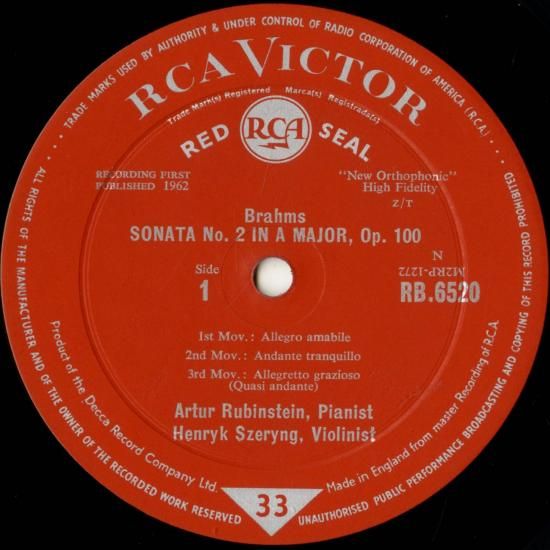 TRADE MARKS USED BY AUTHORITY & UNDER CONTROL OF RADIO CORPORATION OF AMERICA (RCA)
RCA VICTOR
Trade Mark(s) Registered Marca(s) Registrada(s)
RED RCA SEAL
RECORDING FIRST
PUBLISHED 1962
"New Orthophonic"
High Fidelity
Z/T
Brahms
SONATA No. 2 IN A MAJOR, Op. 100
Side
1
N
M2RP-1272
RB.6520
1st Mov.: Allegro amabile
2nd Mov.: Andante tranquillo
3rd Mov.: Allegretto grazioso
(Quasi andante)
Artur Rubinstein, Pianist
Henryk Szeryng, Violinist
Product of the Decca Record Company Ltd.
Made in England from master Recording of R.C.A.
33
ALL RIGHTS OF THE MANUFACTURER AND OF THE OWNER OF THE RECORDED WORK RESERVED
UNAUTHORISED PUBLIC PERFORMANCE BROADCASTING AND COPYING OF THIS RECORD PROHIBITED